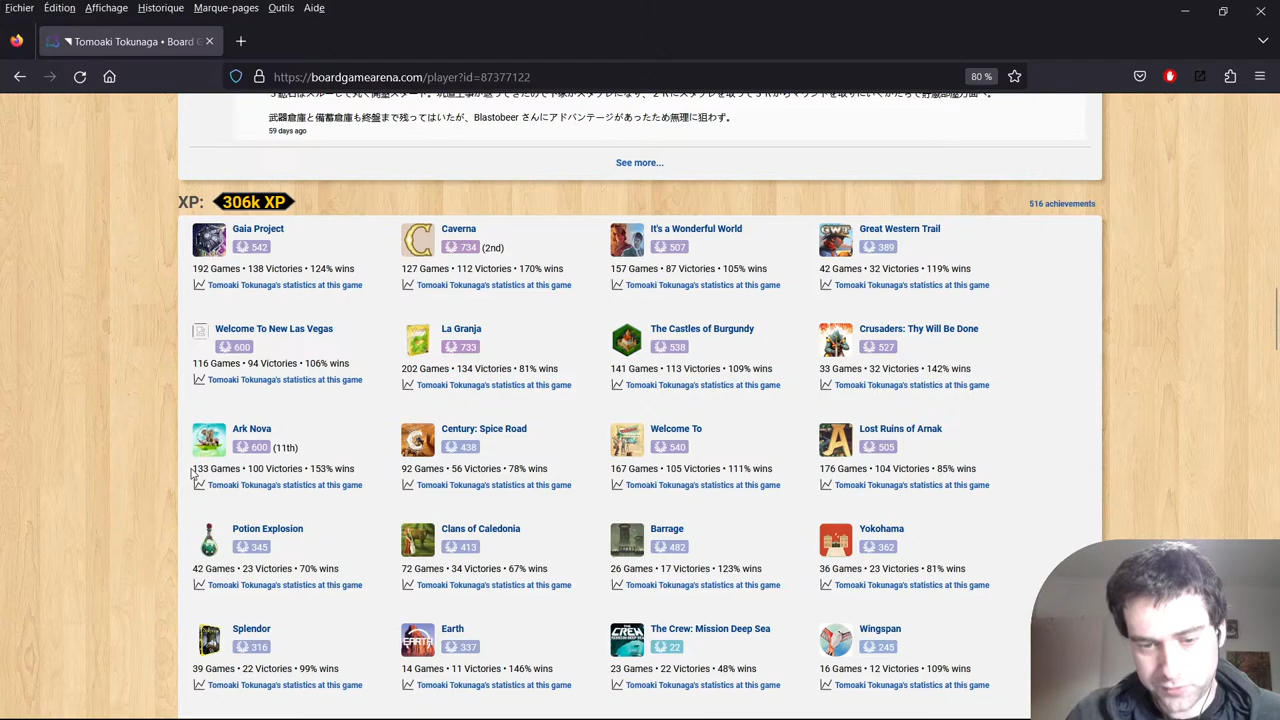 Fichier Édition Affichage Historique Marque-pages Outils Aide
Tomoaki Tokunaga • Board G
https://boardgamearena.com/player?id=87377122
80 %
武器倉庫と備蓄倉庫も終盤まで残ってはいたが、Blastobeer さんにアドバンテージがあったため無理に狙わず。
59 days ago
See more...
XP: 306k XP
516 achievements
Gaia Project Caverna It's a Wonderful World Great Western Trail
542 734 (2nd) 507 389
192 Games • 138 Victories • 124% wins 127 Games • 112 Victories • 170% wins 157 Games • 87 Victories • 105% wins 42 Games • 32 Victories • 119% wins
Tomoaki Tokunaga's statistics at this game Tomoaki Tokunaga's statistics at this game Tomoaki Tokunaga's statistics at this game Tomoaki Tokunaga's statistics at this game
Welcome To New Las Vegas La Granja The Castles of Burgundy Crusaders: Thy Will Be Done
600 733 538 527
116 Games • 94 Victories • 106% wins 202 Games • 134 Victories • 81% wins 141 Games • 113 Victories • 109% wins 33 Games • 32 Victories • 142% wins
Tomoaki Tokunaga's statistics at this game Tomoaki Tokunaga's statistics at this game Tomoaki Tokunaga's statistics at this game Tomoaki Tokunaga's statistics at this game
Ark Nova Century: Spice Road Welcome To Lost Ruins of Arnak
600 (11th) 438 540 505
133 Games • 100 Victories • 153% wins 92 Games • 56 Victories • 78% wins 167 Games • 105 Victories • 111% wins 176 Games • 104 Victories • 85% wins
Tomoaki Tokunaga's statistics at this game Tomoaki Tokunaga's statistics at this game Tomoaki Tokunaga's statistics at this game Tomoaki Tokunaga's statistics at this game
Potion Explosion Clans of Caledonia Barrage Yokohama
345 413 482 362
42 Games • 23 Victories • 70% wins 72 Games • 34 Victories • 67% wins 26 Games • 17 Victories • 123% wins 36 Games • 23 Victories • 81% wins
Tomoaki Tokunaga's statistics at this game Tomoaki Tokunaga's statistics at this game Tomoaki Tokunaga's statistics at this game Tomoaki Tokunaga's statistics at this game
Splendor Earth The Crew: Mission Deep Sea Wingspan
316 337 22 245
39 Games • 22 Victories • 99% wins 14 Games • 11 Victories • 146% wins 23 Games • 22 Victories • 48% wins 16 Games • 12 Victories • 109% wins
Tomoaki Tokunaga's statistics at this game Tomoaki Tokunaga's statistics at this game Tomoaki Tokunaga's statistics at this game Tomoaki Tokunaga's statistics at this game